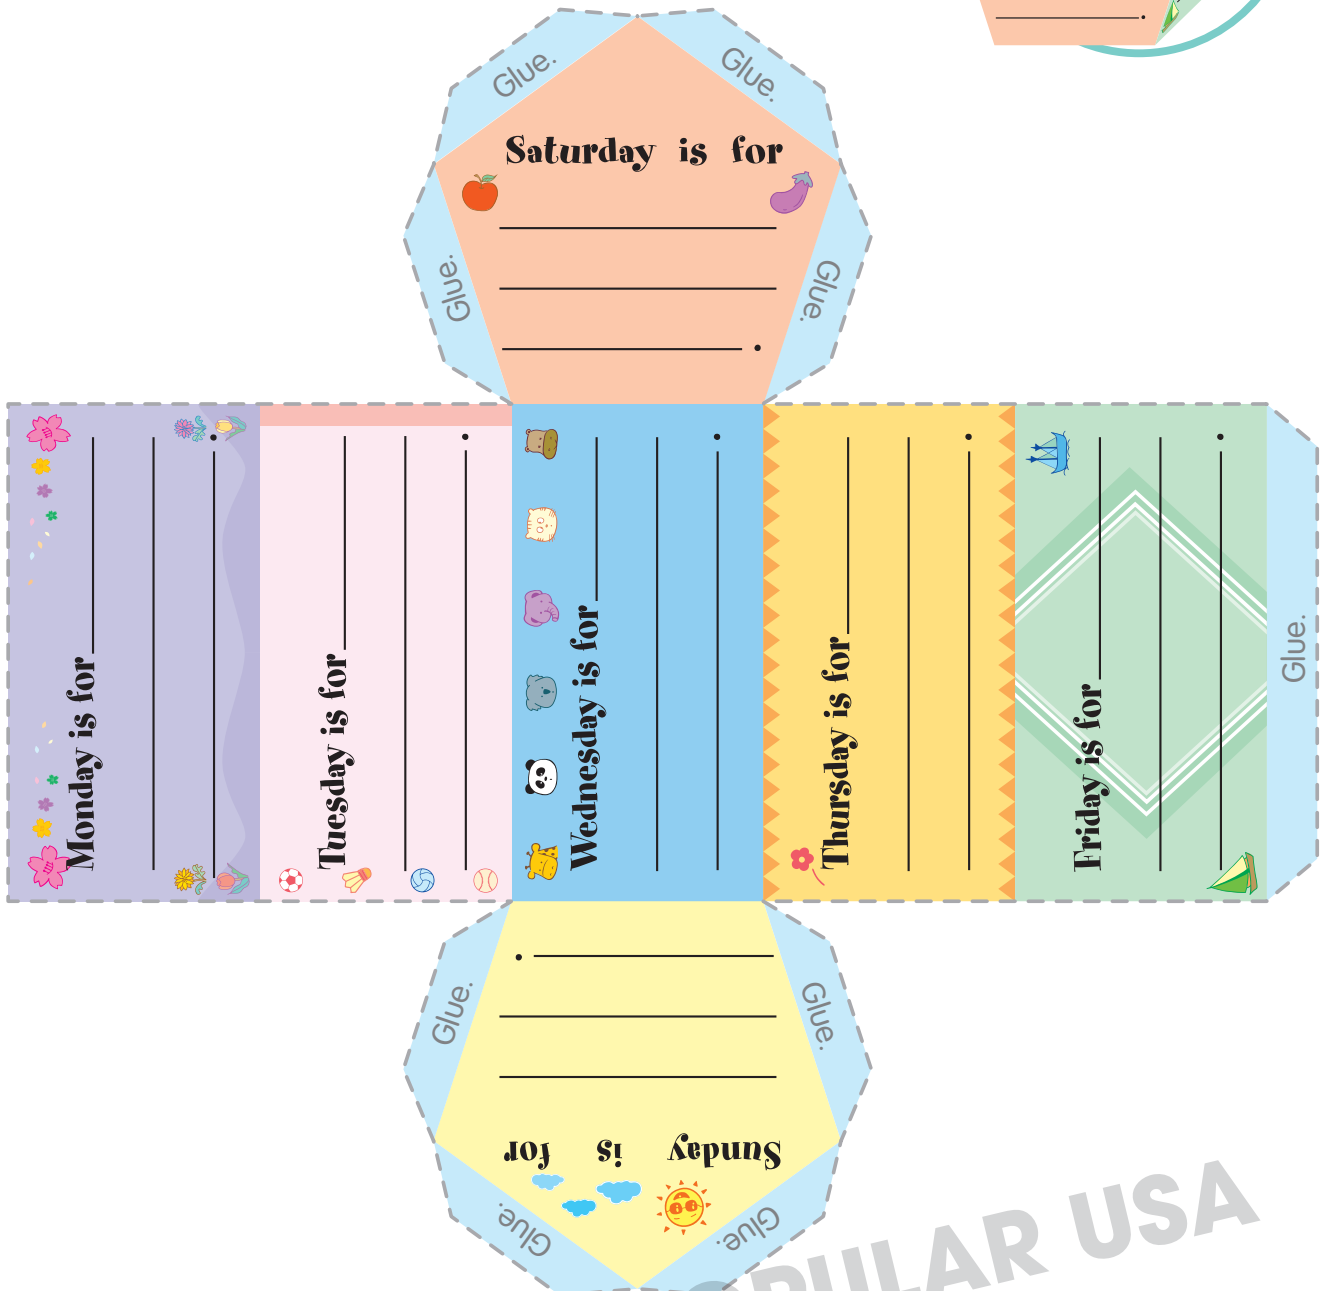 Glue.
Glue.
Saturday is for
Glue.
Glue.
Monday is for
Tuesday is for
Wednesday is for
Thursday is for
Friday is for
Glue.
Glue.
Glue.
Sunday is for
Glue.
Glue.
USA